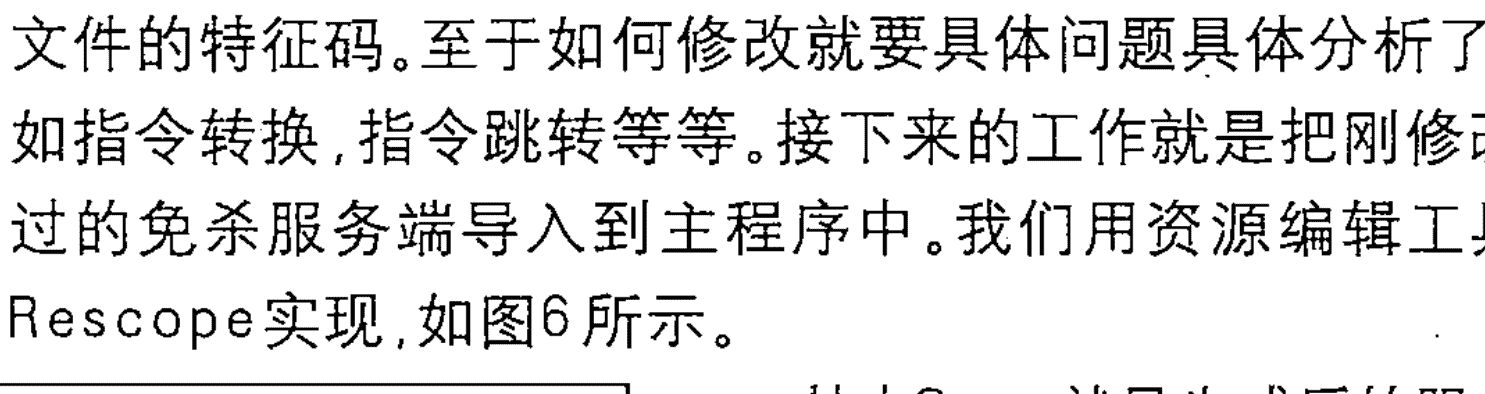 文件的特征码。至于如何修改就要具体问题具体分析了
如指令转换,指令跳转等等。接下来的工作就是把刚修改
过的免杀服务端导入到主程序中。我们用资源编辑工具
Rescope实现,如图6所示。